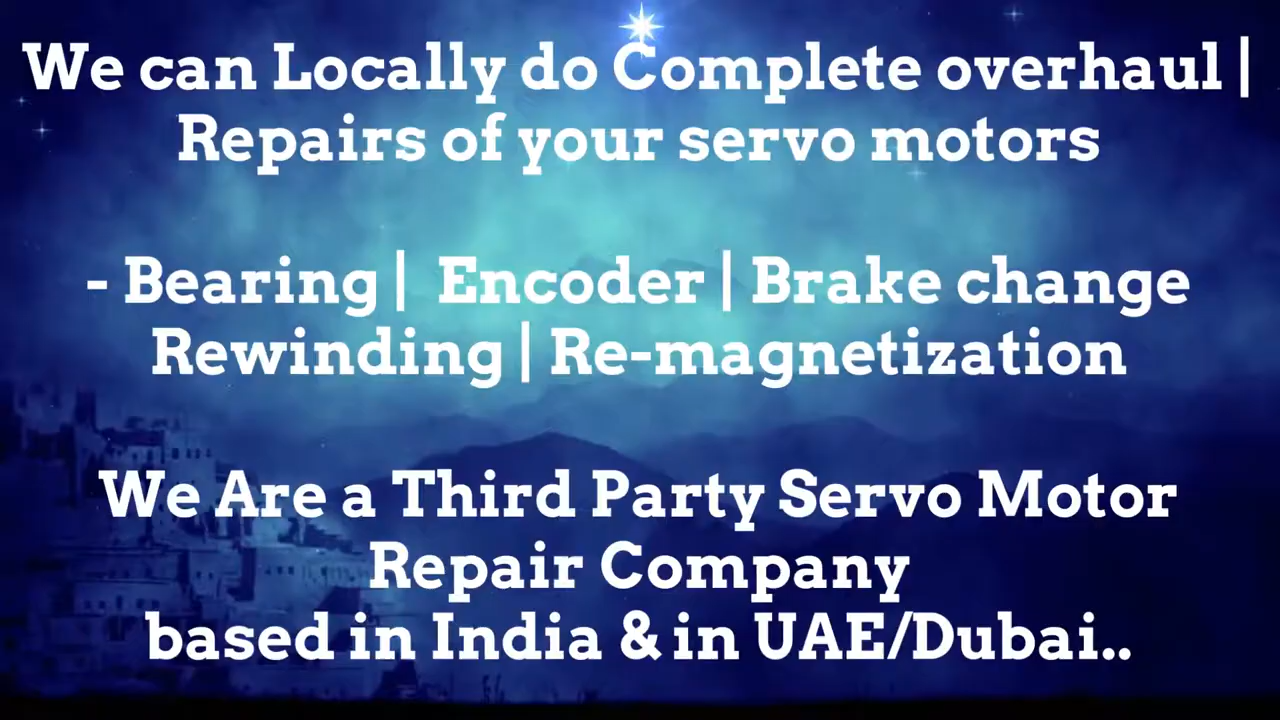 We can Locally do Complete overhaul |
Repairs of your servo motors
- Bearing | Encoder | Brake change
Rewinding | Re-magnetization
We Are a Third Party Servo Motor
Repair Company
based in India & in UAE/Dubai..